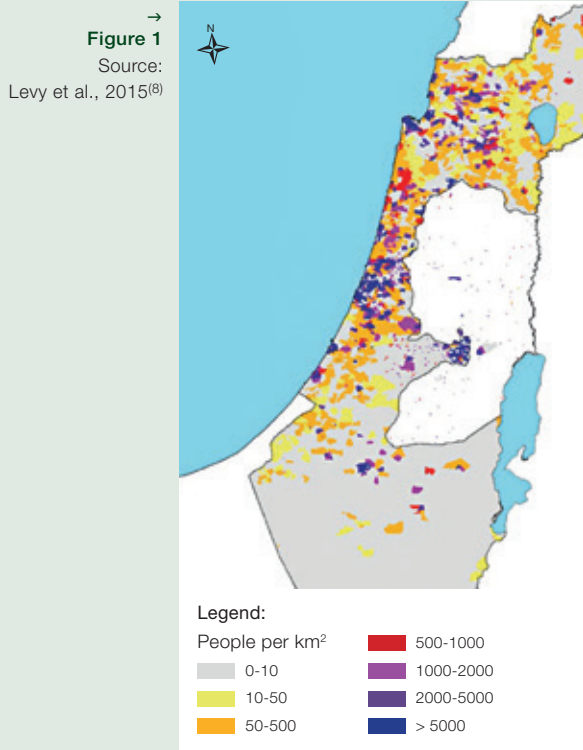 →
Figure 1
Source:
Levy et al., 2015(8)
N
Legend:
People per km²
0-10
10-50
50-500
500-1000
1000-2000
2000-5000
> 5000